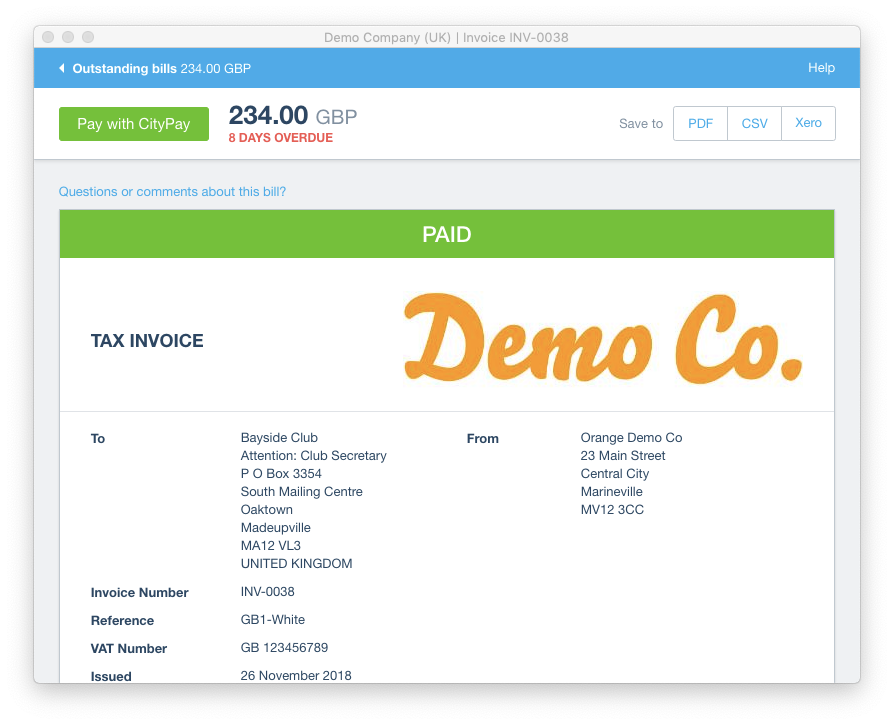 Demo Company (UK) | Invoice INV-0038
Outstanding bills 234.00 GBP
Help
Pay with CityPay
234.00 GBP
8 DAYS OVERDUE
Save to
PDF
CSV
Xero
Questions or comments about this bill?
PAID
TAX INVOICE
Demo Co.
To
Bayside Club
Attention: Club Secretary
P O Box 3354
South Mailing Centre
Oaktown
Madeupville
MA12 VL3
UNITED KINGDOM
From
Orange Demo Co
23 Main Street
Central City
Marineville
MV12 3CC
Invoice Number INV-0038
Reference GB1-White
VAT Number GB 123456789
Issued 26 November 2018